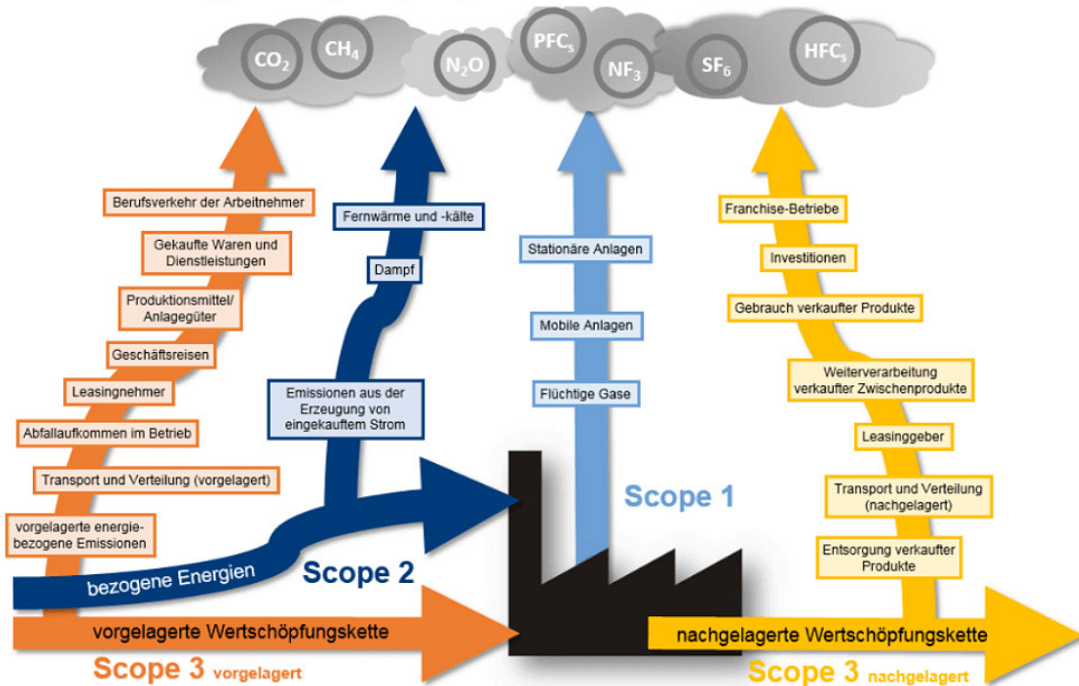 CO₂
CH₄
N₂O
PFCₛ
NF₃
SF₆
HFCₛ
Berufsverkehr der Arbeitnehmer
Gekaufte Waren und
Dienstleistungen
Produktionsmittel/
Anlagegüter
Geschäftsreisen
Leasingnehmer
Abfallaufkommen im Betrieb
Transport und Verteilung (vorgelagert)
vorgelagerte energie-
bezogene Emissionen
Fernwärme und -kälte
Dampf
Emissionen aus der
Erzeugung von
eingekauftem Strom
Stationäre Anlagen
Mobile Anlagen
Flüchtige Gase
Scope 1
Franchise-Betriebe
Investitionen
Gebrauch verkaufter Produkte
Weiterverarbeitung
verkaufter Zwischenprodukte
Leasinggeber
Transport und Verteilung
(nachgelagert)
Entsorgung verkaufter
Produkte
bezogene Energien
Scope 2
vorgelagerte Wertschöpfungskette
Scope 3 vorgelagert
nachgelagerte Wertschöpfungskette
Scope 3 nachgelagert